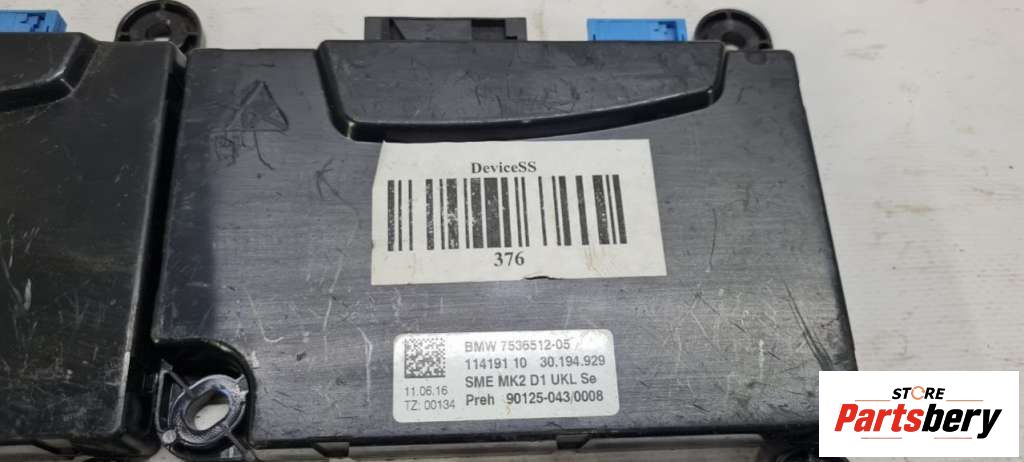 DeviceSS
376
BMW 7536512-05
114191 10 30.194.929
SME MK2 D1 UKL Se
11.06.16
Preh 90125-043/0008
TZ: 00134
STORE
Partsbery